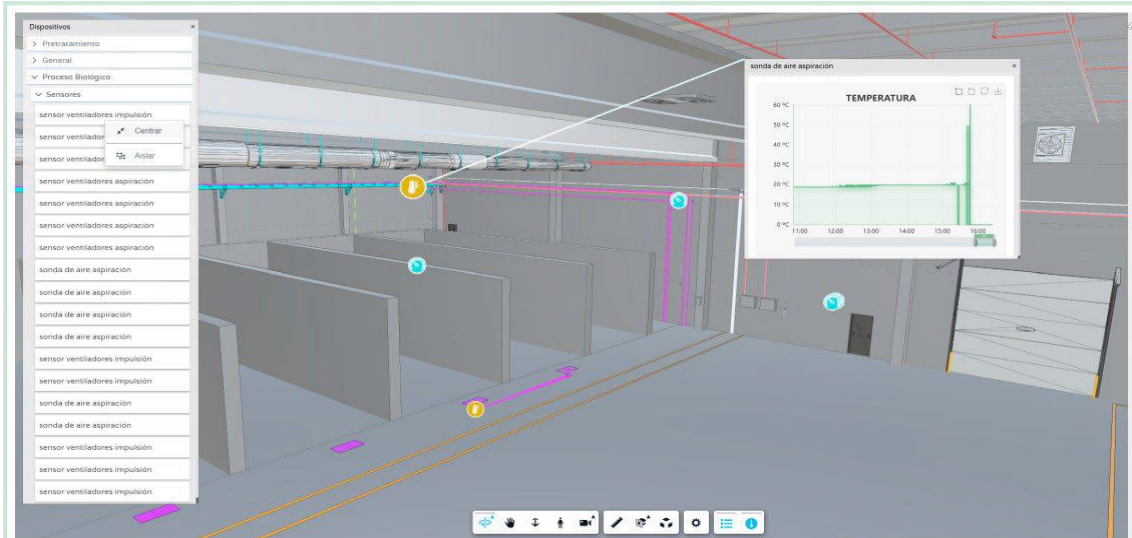 Dispositivos
×
> Pretratamiento
> General
Proceso Biológico
Sensores
sensor ventiladores impulsión
Centrar
sensor ventilado
Aislar
sensor ventilado
sensor ventiladores aspiración
sensor ventiladores aspiración
sensor ventiladores aspiración
sensor ventiladores aspiración
sonda de aire aspiración
sonda de aire aspiración
sonda de aire aspiración
sonda de aire aspiración
sensor ventiladores impulsión
sensor ventiladores impulsión
sonda de aire aspiración
sonda de aire aspiración
sensor ventiladores impulsión
sensor ventiladores impulsión
sensor ventiladores impulsión
sonda de aire aspiración
×
TEMPERATURA
60 ºC
50 ºC
40 ºC
30 ºC
20 ºC
10 ºC
0 ºC
11:00 12:00 13:00 14:00 15:00 16:00